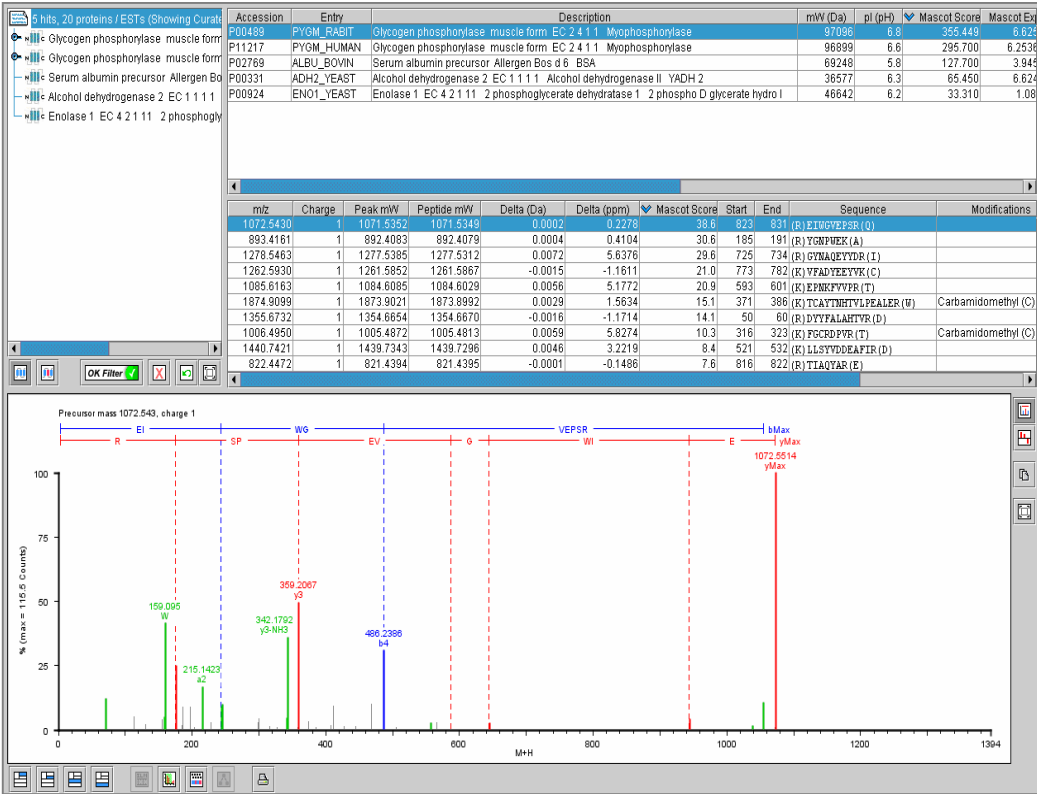 5 hits, 20 proteins / ESTs (Showing Curate
Glycogen phosphorylase muscle form
Glycogen phosphorylase muscle form
Serum albumin precursor Allergen Bo
Alcohol dehydrogenase 2 EC 1 1 1 1
Enolase 1 EC 4 2 1 11 2 phosphogly
OK Filter
Accession Entry Description mW (Da) pI (pH) Mascot Score Mascot Exp
P00489 PYGM_RABIT Glycogen phosphorylase muscle form EC 2 4 1 1 Myophosphorylase 97096 6.8 355.449 6.625
P11217 PYGM_HUMAN Glycogen phosphorylase muscle form EC 2 4 1 1 Myophosphorylase 96899 6.6 295.700 6.2536
P02769 ALBU_BOVIN Serum albumin precursor Allergen Bos d 6 BSA 69248 5.8 127.700 3.945
P00331 ADH2_YEAST Alcohol dehydrogenase 2 EC 1 1 1 1 Alcohol dehydrogenase II YADH 2 36577 6.3 65.450 6.624
P00924 ENO1_YEAST Enolase 1 EC 4 2 1 11 2 phosphoglycerate dehydratase 1 2 phospho D glycerate hydro l 46642 6.2 33.310 1.08
m/z Charge Peak mW Peptide mW Delta (Da) Delta (ppm) Mascot Score Start End Sequence Modifications
1072.5430 1 1071.5352 1071.5349 0.0002 0.2278 38.6 823 831 (R)EIWGVEPSR(Q)
893.4161 1 892.4083 892.4079 0.0004 0.4104 30.6 185 191 (R)YGNPWEK(A)
1278.5463 1 1277.5385 1277.5312 0.0072 5.6376 29.6 725 734 (R)GYNAQEYYDR(I)
1262.5930 1 1261.5852 1261.5867 -0.0015 -1.1611 21.0 773 782 (K)VFADYEEYVK(C)
1085.6163 1 1084.6085 1084.6029 0.0056 5.1772 20.9 593 601 (K)EPNKFVVPR(T)
1874.9099 1 1873.9021 1873.8992 0.0029 1.5634 15.1 371 386 (K)TCAYTNHTVLPEALER(W) Carbamidomethyl (C)
1355.6732 1 1354.6654 1354.6670 -0.0016 -1.1714 14.1 50 60 (R)DYYFALAHTVR(D)
1006.4950 1 1005.4872 1005.4813 0.0059 5.8274 10.3 316 323 (K)FGCRDPVR(T) Carbamidomethyl (C)
1440.7421 1 1439.7343 1439.7296 0.0046 3.2219 8.4 521 532 (K)LLSYVDDEAFIR(D)
822.4472 1 821.4394 821.4395 -0.0001 -0.1486 7.6 816 822 (R)TIAQYAR(E)
Precursor mass 1072.543, charge 1
EI WG VEPSR bMax
R SP EV G WI E yMax
1072.5514
yMax
100
75
359.2067
y3
50
159.095
W
342.1792
y3-NH3
486.2386
b4
25
215.1423
a2
0
% (max = 115.5 Counts)
0 200 400 600 800 1000 1200 1394
M+H